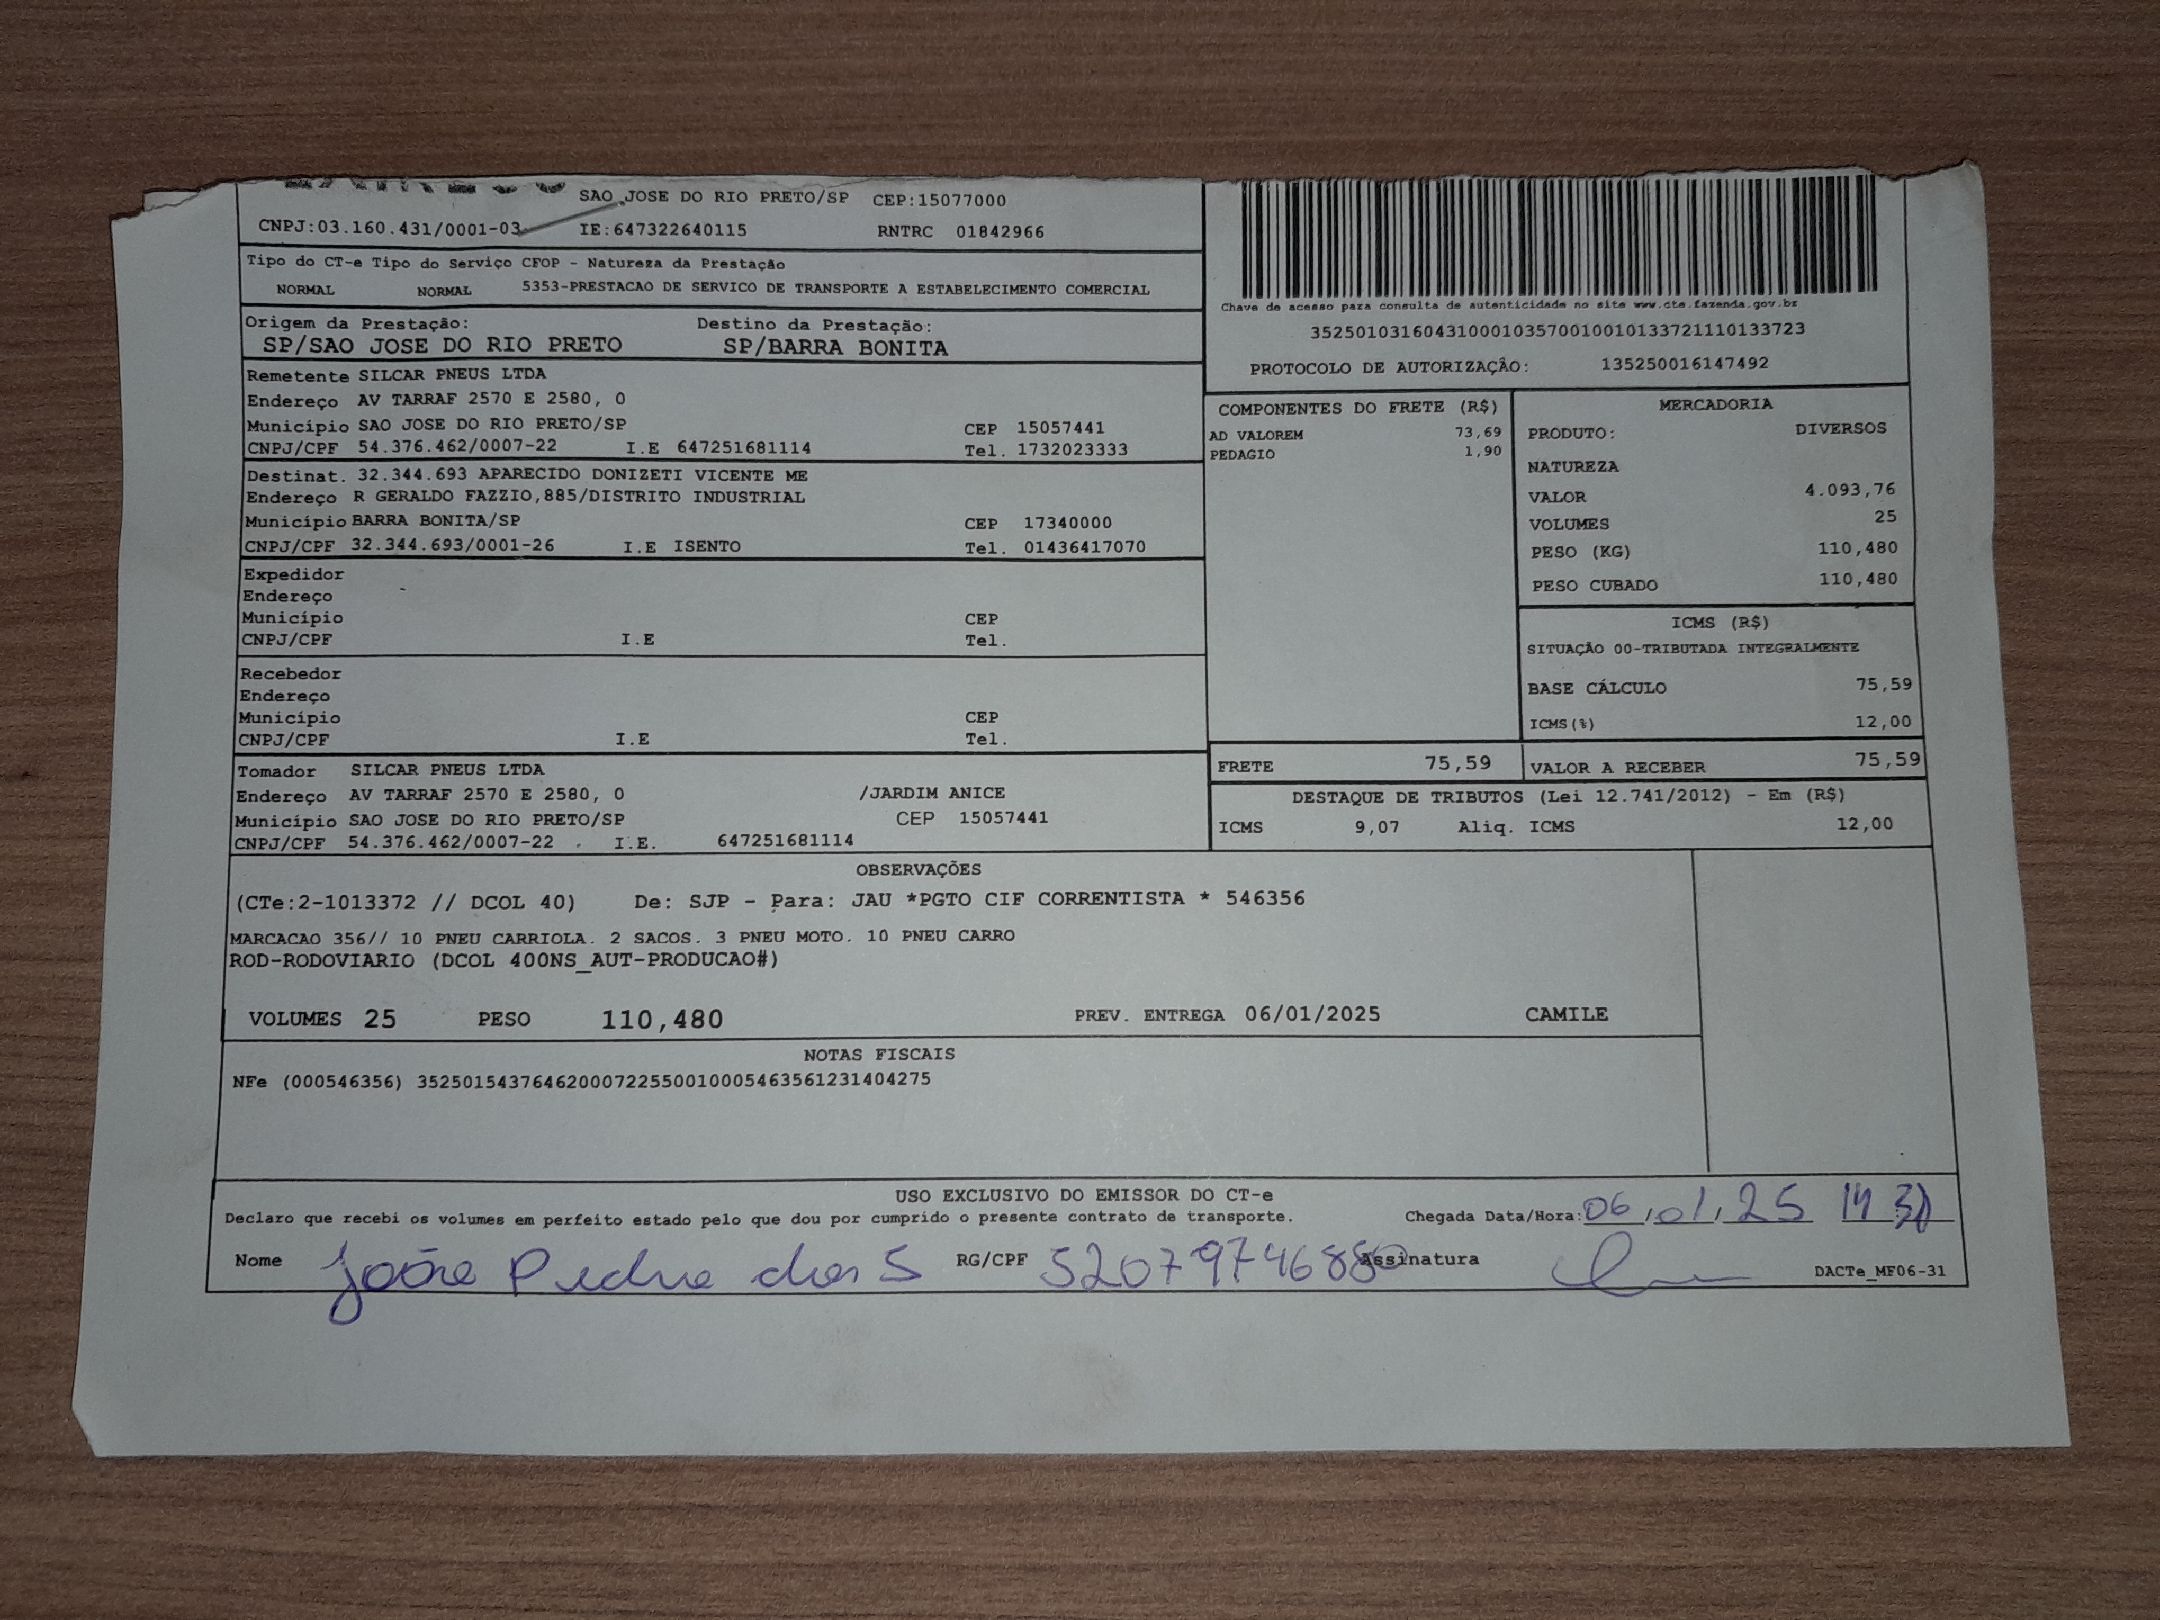 SAO JOSE DO RIO PRETO/SP CEP:15077000
CNPJ:03.160.431/0001-03 IE:647322640115 RNTRC 01842966
Tipo do CT-e Tipo do Serviço CFOP - Natureza da Prestação
NORMAL NORMAL 5353-PRESTACAO DE SERVICO DE TRANSPORTE A ESTABELECIMENTO COMERCIAL
Chave de acesso para consulta de autenticidade no site www.cte.fazenda.gov.br
35250103160431000103570010010133721110133723
PROTOCOLO DE AUTORIZAÇÃO: 135250016147492
Origem da Prestação: Destino da Prestação:
SP/SAO JOSE DO RIO PRETO SP/BARRA BONITA
Remetente SILCAR PNEUS LTDA
Endereço AV TARRAF 2570 E 2580, 0
Município SAO JOSE DO RIO PRETO/SP CEP 15057441
CNPJ/CPF 54.376.462/0007-22 I.E 647251681114 Tel. 1732023333
Destinat. 32.344.693 APARECIDO DONIZETI VICENTE ME
Endereço R GERALDO FAZZIO,885/DISTRITO INDUSTRIAL
Município BARRA BONITA/SP CEP 17340000
CNPJ/CPF 32.344.693/0001-26 I.E ISENTO Tel. 01436417070
Expedidor
Endereço
Município CEP
CNPJ/CPF I.E Tel.
Recebedor
Endereço
Município CEP
CNPJ/CPF I.E Tel.
Tomador SILCAR PNEUS LTDA
Endereço AV TARRAF 2570 E 2580, 0 /JARDIM ANICE
Município SAO JOSE DO RIO PRETO/SP CEP 15057441
CNPJ/CPF 54.376.462/0007-22 I.E. 647251681114
COMPONENTES DO FRETE (R$)
AD VALOREM 73,69
PEDAGIO 1,90
MERCADORIA
PRODUTO: DIVERSOS
NATUREZA
VALOR 4.093,76
VOLUMES 25
PESO (KG) 110,480
PESO CUBADO 110,480
ICMS (R$)
SITUAÇÃO 00-TRIBUTADA INTEGRALMENTE
BASE CÁLCULO 75,59
ICMS(%) 12,00
FRETE 75,59 VALOR A RECEBER 75,59
DESTAQUE DE TRIBUTOS (Lei 12.741/2012) - Em (R$)
ICMS 9,07 Aliq. ICMS 12,00
OBSERVAÇÕES
(CTe:2-1013372 // DCOL 40) De: SJP - Para: JAU *PGTO CIF CORRENTISTA * 546356
MARCACAO 356// 10 PNEU CARRIOLA. 2 SACOS. 3 PNEU MOTO. 10 PNEU CARRO
ROD-RODOVIARIO (DCOL 400NS_AUT-PRODUCAO#)
VOLUMES 25 PESO 110,480 PREV. ENTREGA 06/01/2025 CAMILE
NOTAS FISCAIS
NFe (000546356) 35250154376462000722550010005463561231404275
USO EXCLUSIVO DO EMISSOR DO CT-e
Declaro que recebi os volumes em perfeito estado pelo que dou por cumprido o presente contrato de transporte. Chegada Data/Hora: 06,01,25
Nome João Pedro dos S RG/CPF 52079746880 Assinatura
DACTe_MF06-31